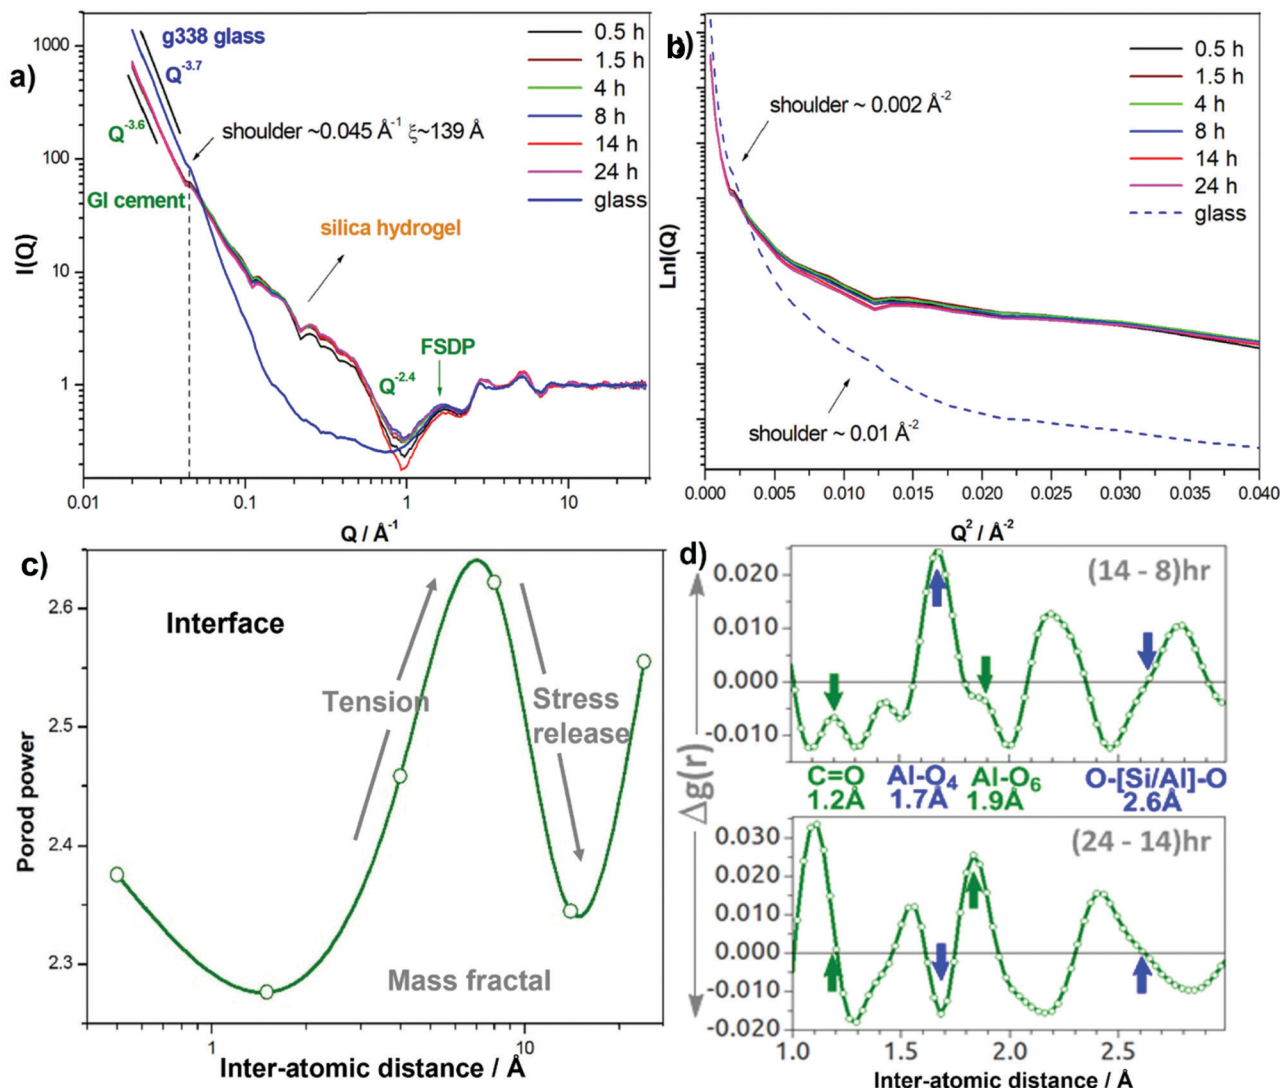 a)
1000
100
10
1
I(Q)
g338 glass
Q^-3.7
Q^-3.6
shoulder ~0.045 Å^-1 ξ~139 Å
GI cement
silica hydrogel
FSDP
Q^-2.4
0.5 h
1.5 h
4 h
8 h
14 h
24 h
glass
0.01 0.1 1 10
Q / Å^-1
b)
LnI(Q)
shoulder ~ 0.002 Å^-2
shoulder ~ 0.01 Å^-2
0.5 h
1.5 h
4 h
8 h
14 h
24 h
glass
0.000 0.005 0.010 0.015 0.020 0.025 0.030 0.035 0.040
Q^2 / Å^-2
c)
2.6
2.5
2.4
2.3
Porod power
Interface
Tension
Stress
release
Mass fractal
1 10
Inter-atomic distance / Å
d)
(14 - 8)hr
0.020
0.010
0.000
-0.010
Δg(r)
C=O Al-O4 Al-O6 O-[Si/Al]-O
1.2Å 1.7Å 1.9Å 2.6Å
(24 - 14)hr
0.030
0.020
0.010
0.000
-0.010
-0.020
1.0 1.5 2.0 2.5
Inter-atomic distance / Å